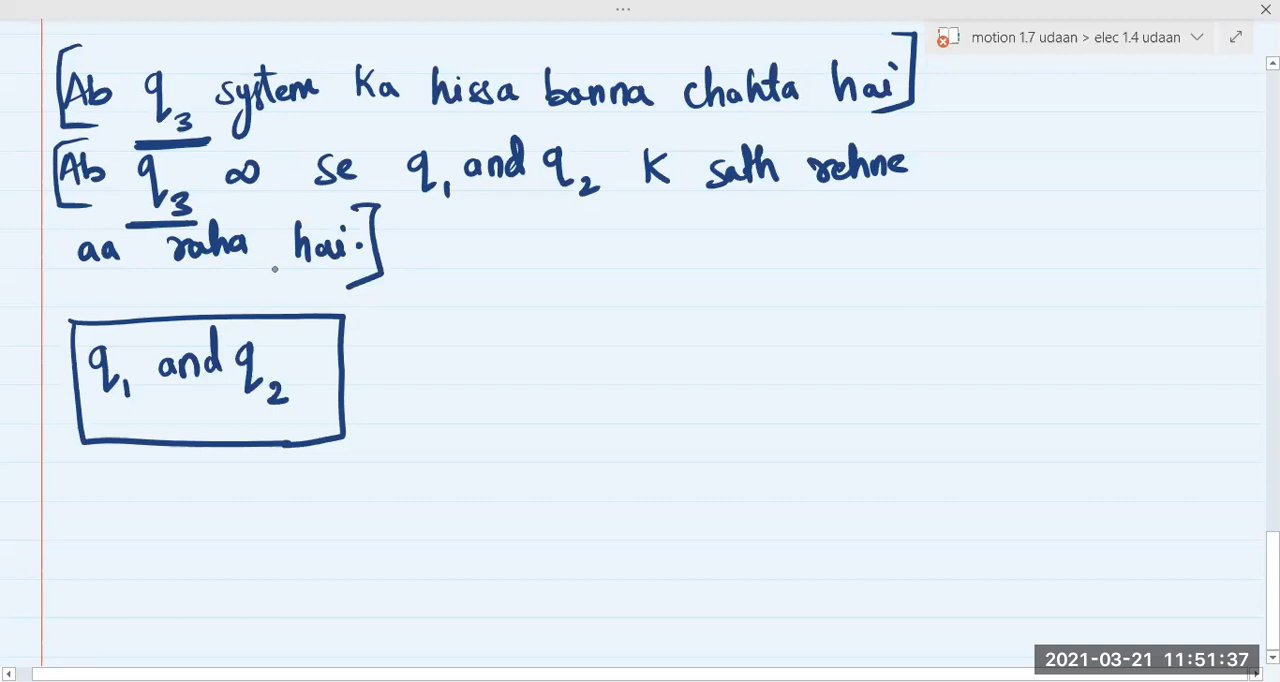 ...
motion 1.7 udaan > elec 1.4 udaan
[Ab q₃ system Ka hissa banna chahta hai]
[Ab q₃ ∞ se q₁ and q₂ K sath rehne
aa raha hai.]
q₁ and q₂
2021-03-21 11:51:37